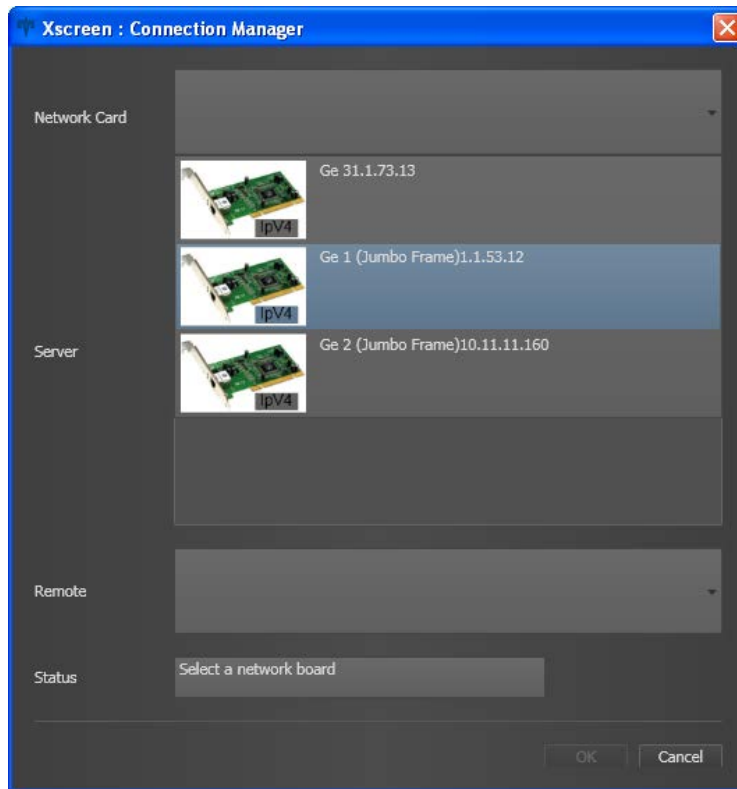 Xscreen : Connection Manager
Network Card
Ge 31.1.73.13
IpV4
Ge 1 (Jumbo Frame)1.1.53.12
IpV4
Server
Ge 2 (Jumbo Frame)10.11.11.160
IpV4
Remote
Status
Select a network board
OK
Cancel